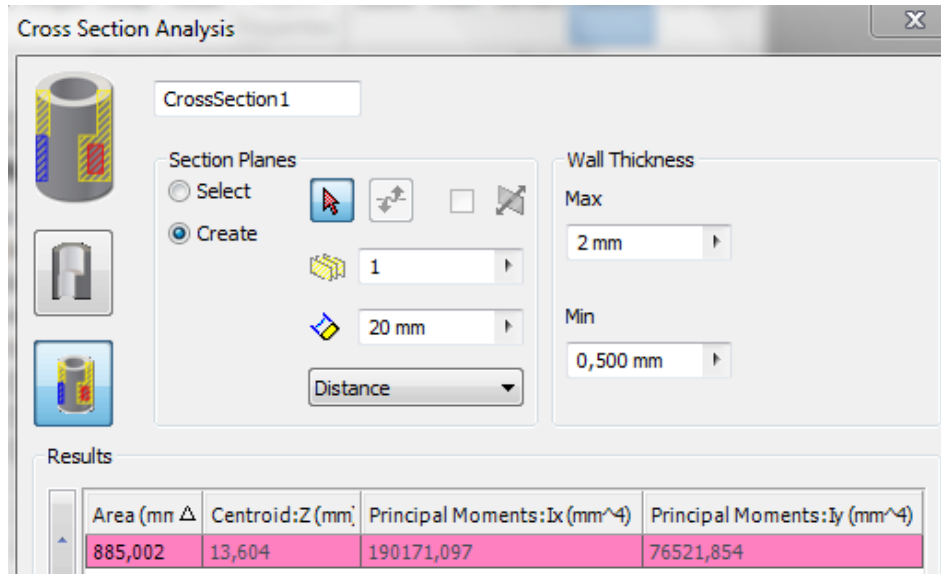 Cross Section Analysis
CrossSection1
Section Planes
Select
Create
1
20 mm
Distance
Wall Thickness
Max
2 mm
Min
0,500 mm
Results
Area (mm Centroid:Z (mm) Principal Moments:Ix (mm^4) Principal Moments:Iy (mm^4)
885,002 13,604 190171,097 76521,854